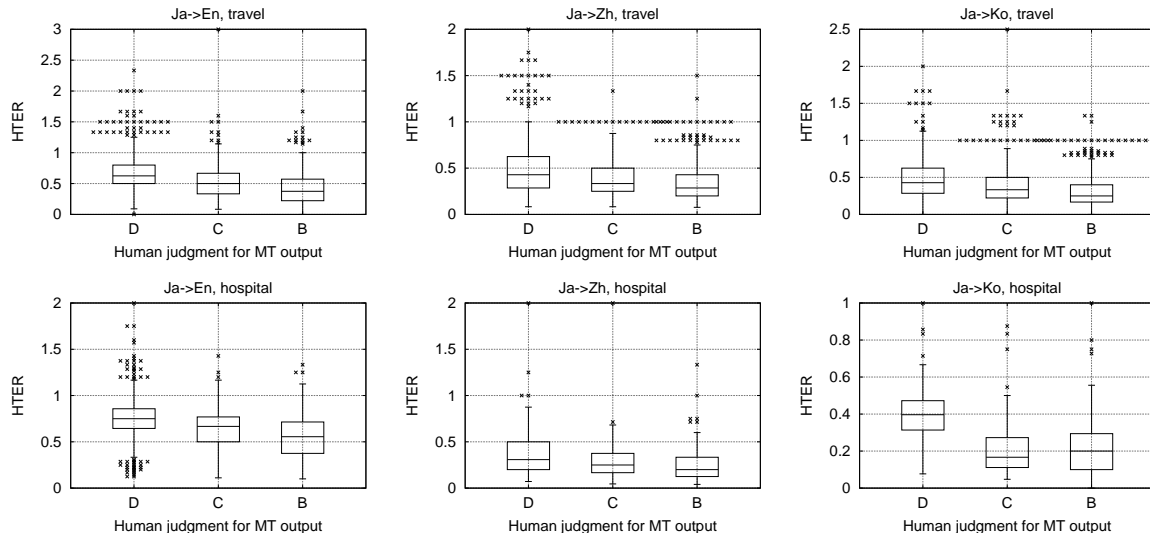 Ja->En, travel
HTER
3
2.5
2
1.5
1
0.5
0
D C B
Human judgment for MT output
Ja->Zh, travel
HTER
2
1.5
1
0.5
0
D C B
Human judgment for MT output
Ja->Ko, travel
HTER
2.5
2
1.5
1
0.5
0
D C B
Human judgment for MT output
Ja->En, hospital
HTER
2
1.5
1
0.5
0
D C B
Human judgment for MT output
Ja->Zh, hospital
HTER
2
1.5
1
0.5
0
D C B
Human judgment for MT output
Ja->Ko, hospital
HTER
1
0.8
0.6
0.4
0.2
0
D C B
Human judgment for MT output